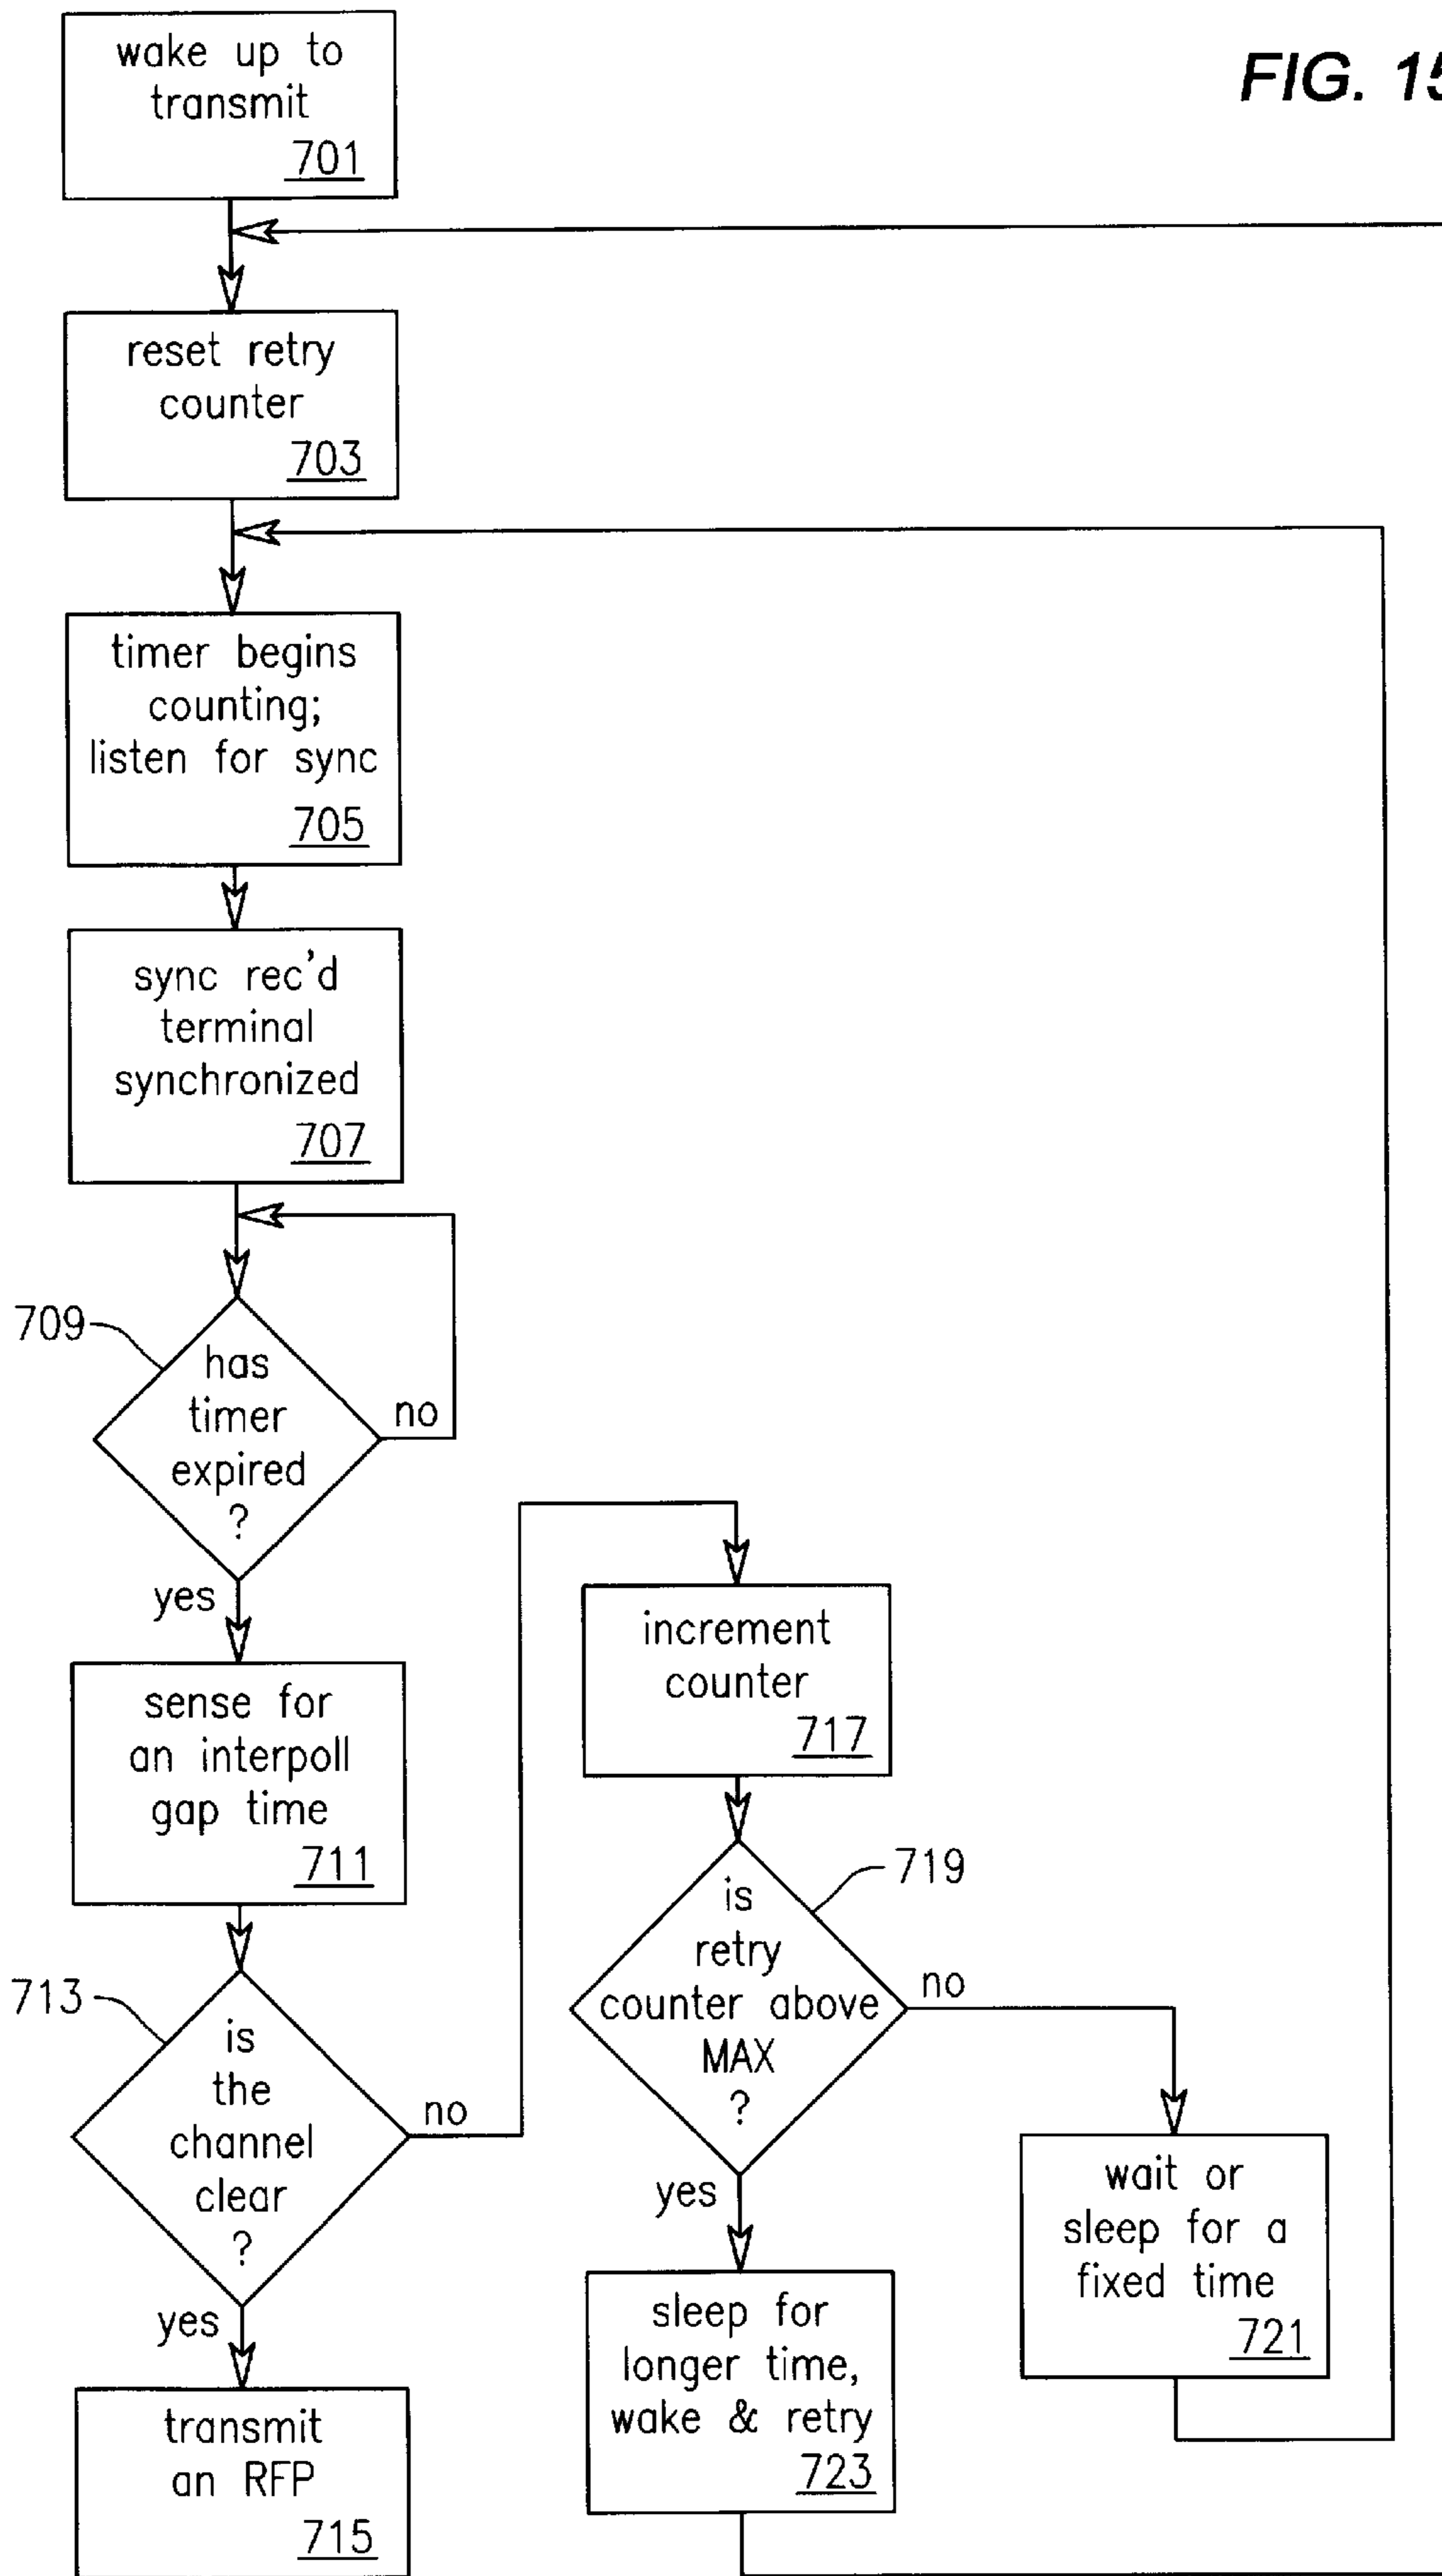 FIG. 15
wake up to
transmit
701
reset retry
counter
703
timer begins
counting;
listen for sync
705
sync rec'd
terminal
synchronized
707
709
has
timer
expired
?
no
yes
sense for
an interpoll
gap time
711
713
is
the
channel
clear
?
no
yes
transmit
an RFP
715
increment
counter
717
719
is
retry
counter above
MAX
?
no
yes
wait or
sleep for a
fixed time
721
sleep for
longer time,
wake & retry
723